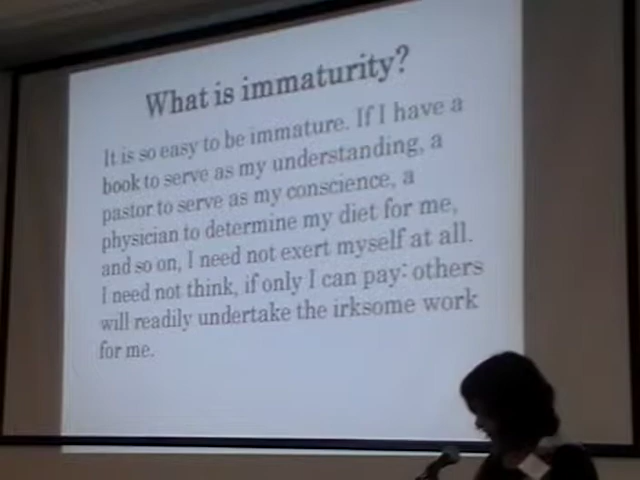 What is immaturity?
It is so easy to be immature. If I have a
book to serve as my understanding, a
pastor to serve as my conscience, a
physician to determine my diet for me,
and so on, I need not exert myself at all.
I need not think, if only I can pay: others
will readily undertake the irksome work
for me.